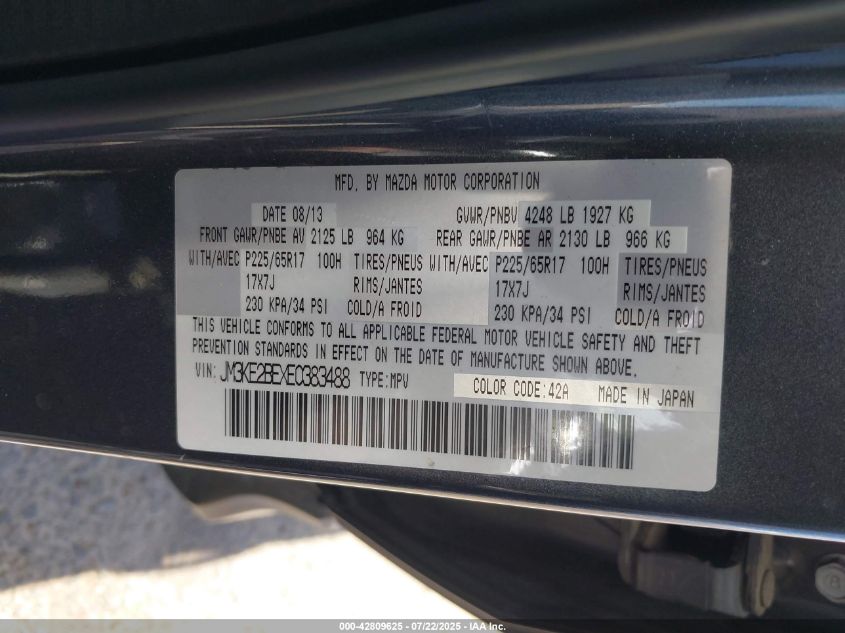 MFD. BY MAZDA MOTOR CORPORATION
DATE 08/13 GVWR/PNBV 4248 LB 1927 KG
FRONT GAWR/PNBE AV 2125 LB 964 KG REAR GAWR/PNBE AR 2130 LB 966 KG
WITH/AVEC P225/65R17 100H TIRES/PNEUS WITH/AVEC P225/65R17 100H TIRES/PNEUS
17X7J RIMS/JANTES 17X7J RIMS/JANTES
230 KPA/34 PSI COLD/A FROID 230 KPA/34 PSI COLD/A FROID
THIS VEHICLE CONFORMS TO ALL APPLICABLE FEDERAL MOTOR VEHICLE SAFETY AND THEFT
PREVENTION STANDARDS IN EFFECT ON THE DATE OF MANUFACTURE SHOWN ABOVE.
VIN: JM3KE2BEXE0383488 TYPE:MPV COLOR CODE:42A MADE IN JAPAN
000-42809625 - 07/22/2025 - IAA Inc.